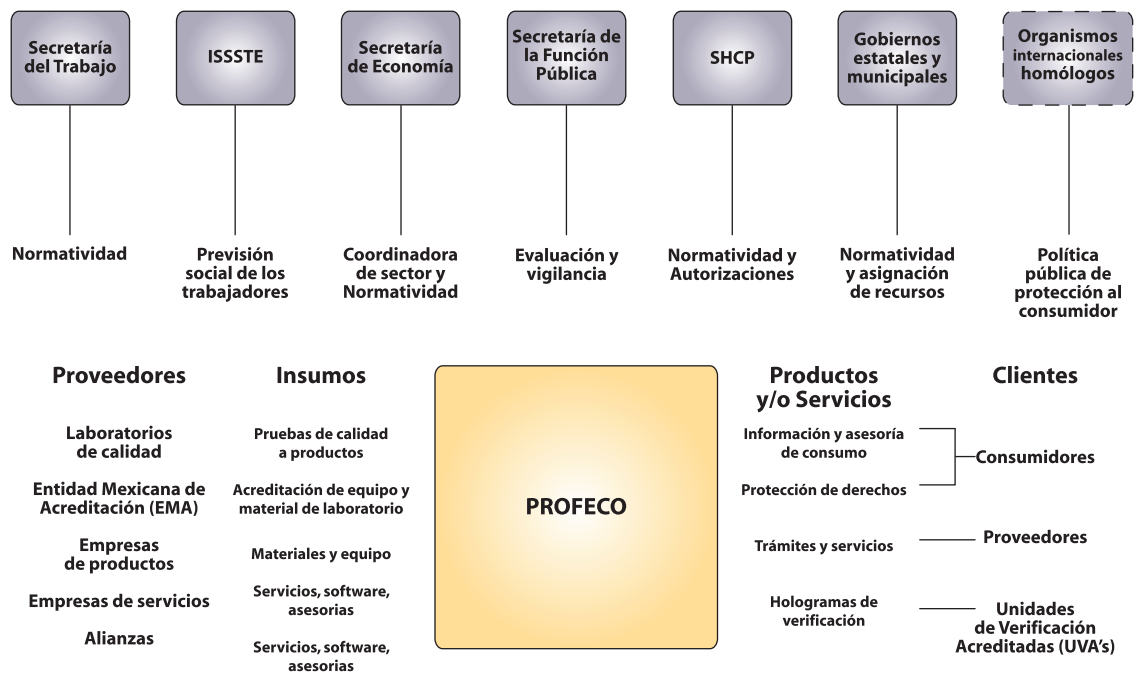 Secretaría
del Trabajo
ISSSTE
Secretaría
de Economía
Secretaría de
la Función
Pública
SHCP
Gobiernos
estatales y
municipales
Organismos
internacionales
homólogos
Normatividad
Previsión
social de los
trabajadores
Coordinadora
de sector y
Normatividad
Evaluación y
vigilancia
Normatividad y
Autorizaciones
Normatividad
y asignación
de recursos
Política
pública de
protección al
consumidor
Proveedores
Laboratorios
de calidad
Entidad Mexicana de
Acreditación (EMA)
Empresas
de productos
Empresas de servicios
Alianzas
Insumos
Pruebas de calidad
a productos
Acreditación de equipo y
material de laboratorio
Materiales y equipo
Servicios, software,
asesorias
Servicios, software,
asesorias
PROFECO
Productos
y/o Servicios
Información y asesoría
de consumo
Protección de derechos
Trámites y servicios
Hologramas de
verificación
Clientes
Consumidores
Proveedores
Unidades
de Verificación
Acreditadas (UVA’s)